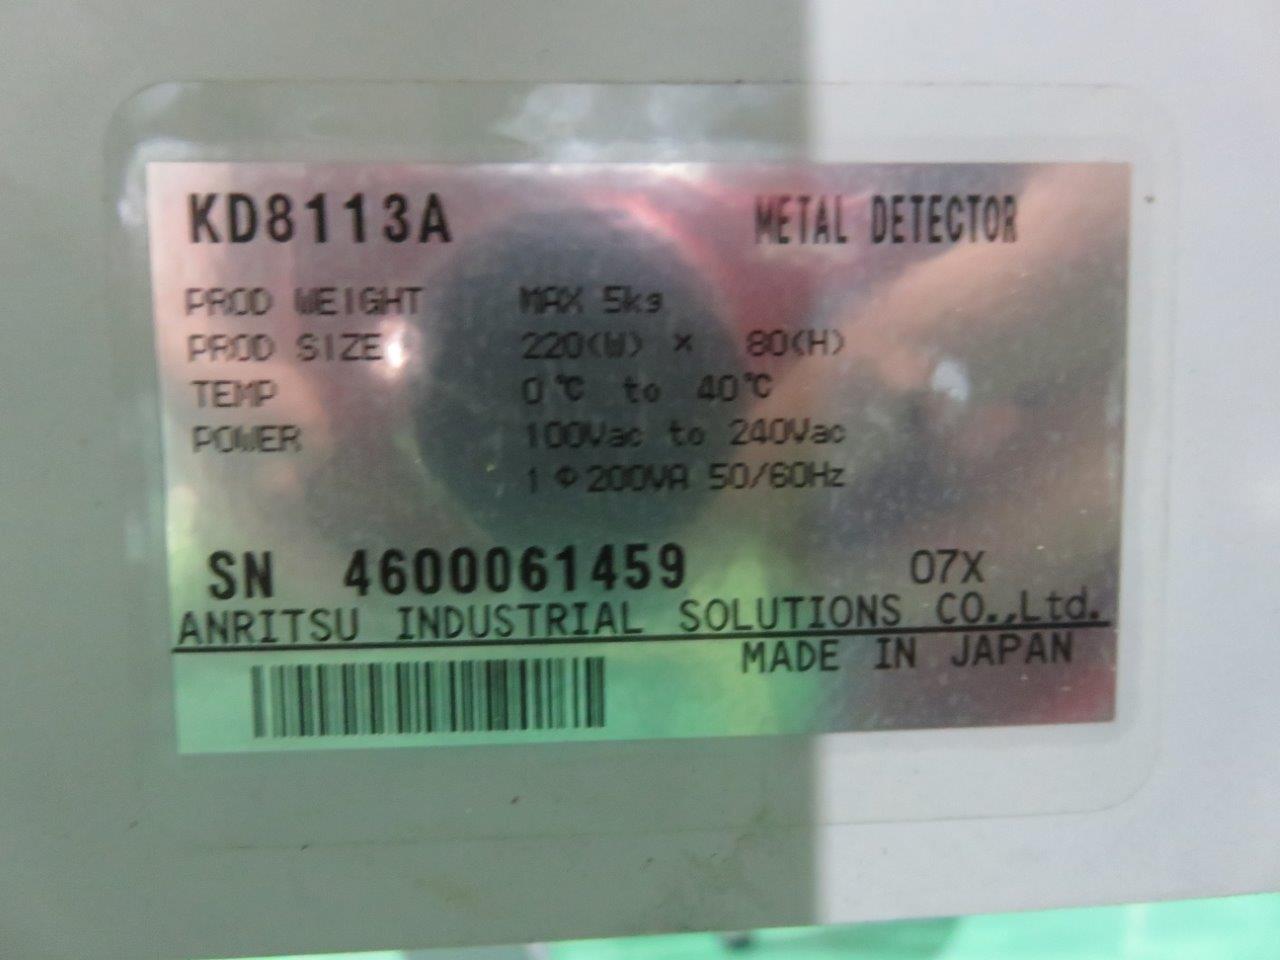 KD8113A METAL DETECTOR
PROD WEIGHT MAX 5kg
PROD SIZE 220(W) × 80(H)
TEMP 0℃ to 40℃
POWER 100Vac to 240Vac
1Φ200VA 50/60Hz
SN 4600061459 07X
ANRITSU INDUSTRIAL SOLUTIONS CO.,Ltd.
MADE IN JAPAN